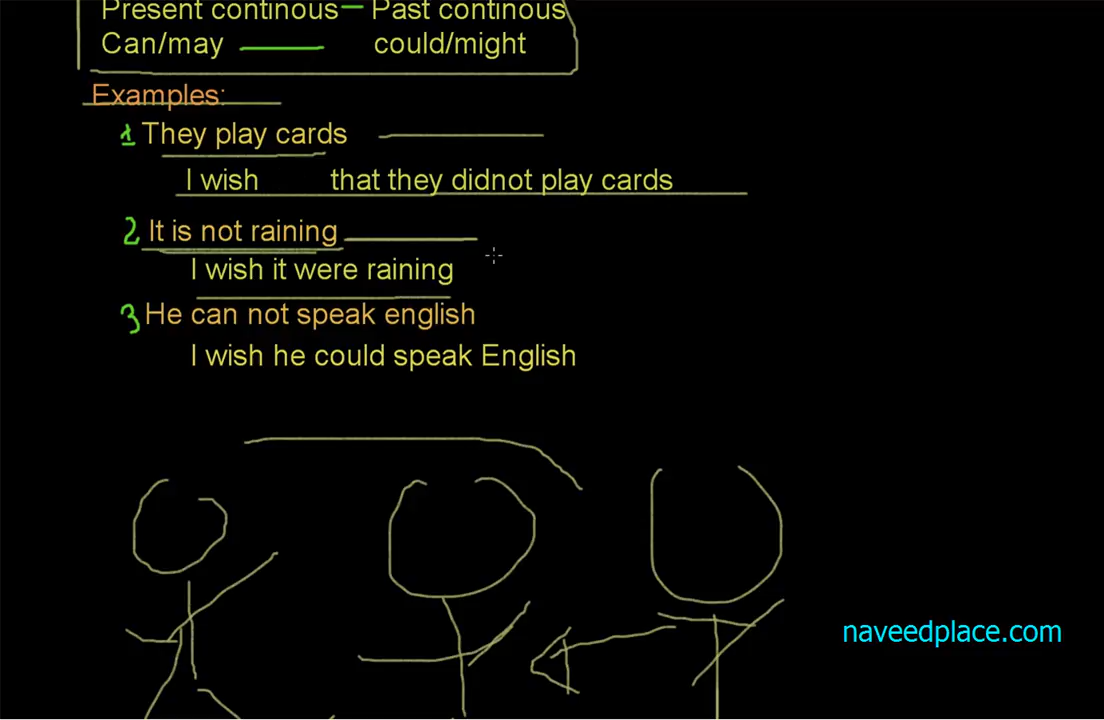 Present continous — Past continous
Can/may ——— could/might
Examples:
1 They play cards
I wish that they didnot play cards
2 It is not raining
I wish it were raining
3 He can not speak english
I wish he could speak English
naveedplace.com